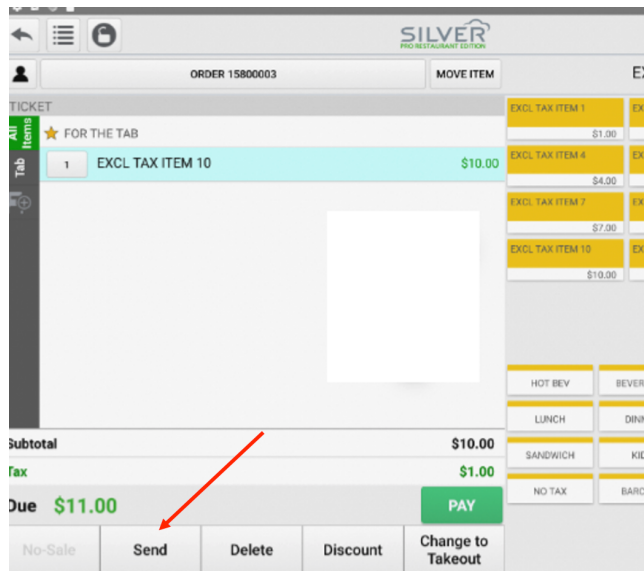 SILVER
PRO RESTAURANT EDITION
ORDER 15800003
MOVE ITEM
TICKET
All Items
Tab
FOR THE TAB
1 EXCL TAX ITEM 10 $10.00
EXCL TAX ITEM 1
$1.00
EXCL TAX ITEM 4
$4.00
EXCL TAX ITEM 7
$7.00
EXCL TAX ITEM 10
$10.00
HOT BEV
LUNCH
SANDWICH
NO TAX
Subtotal $10.00
Tax $1.00
Due $11.00
PAY
No-Sale
Send
Delete
Discount
Change to
Takeout